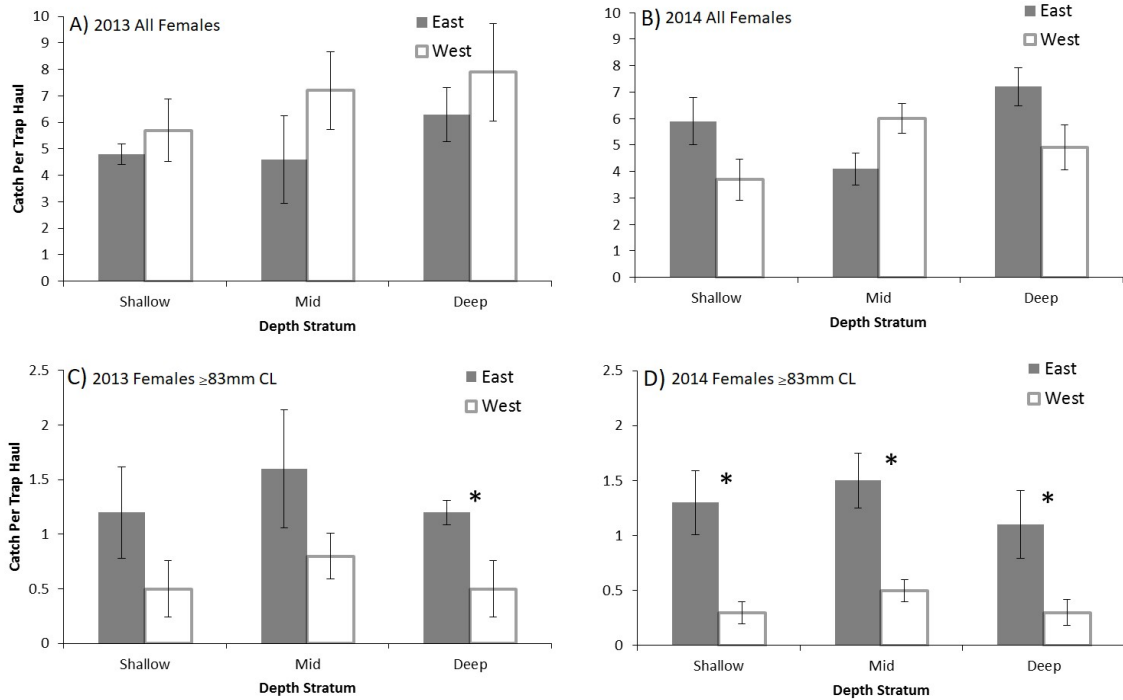 A) 2013 All Females
East
West
Catch Per Trap Haul
10
9
8
7
6
5
4
3
2
1
0
Shallow Mid Deep
Depth Stratum
B) 2014 All Females
East
West
10
9
8
7
6
5
4
3
2
1
0
Shallow Mid Deep
Depth Stratum
C) 2013 Females ≥83mm CL
East
West
Catch Per Trap Haul
2.5
2
1.5
1
0.5
0
*
Shallow Mid Deep
Depth Stratum
D) 2014 Females ≥83mm CL
East
West
2.5
2
1.5
1
0.5
0
* * *
Shallow Mid Deep
Depth Stratum